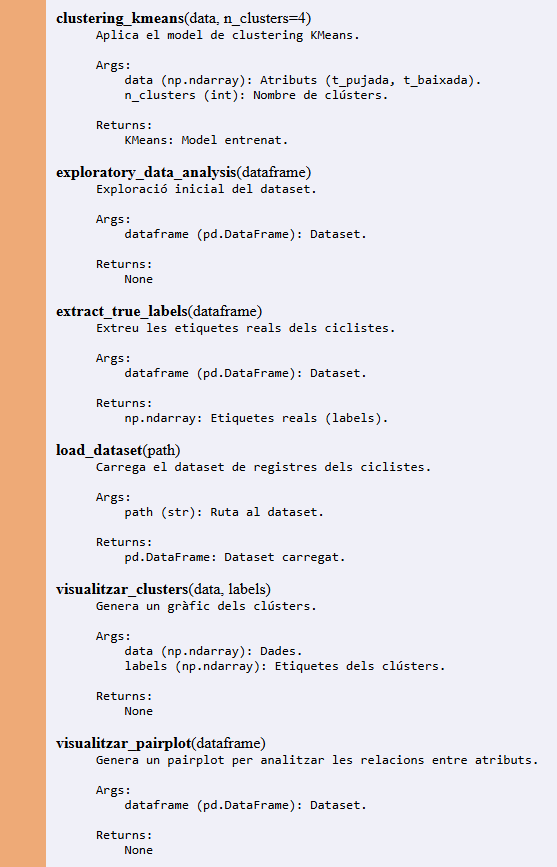 clustering_kmeans(data, n_clusters=4)
Aplica el model de clustering KMeans.
Args:
data (np.ndarray): Atributs (t_pujada, t_baixada).
n_clusters (int): Nombre de clústers.
Returns:
KMeans: Model entrenat.
exploratory_data_analysis(dataframe)
Exploració inicial del dataset.
Args:
dataframe (pd.DataFrame): Dataset.
Returns:
None
extract_true_labels(dataframe)
Extreu les etiquetes reals dels ciclistes.
Args:
dataframe (pd.DataFrame): Dataset.
Returns:
np.ndarray: Etiquetes reals (labels).
load_dataset(path)
Carrega el dataset de registres dels ciclistes.
Args:
path (str): Ruta al dataset.
Returns:
pd.DataFrame: Dataset carregat.
visualitzar_clusters(data, labels)
Genera un gràfic dels clústers.
Args:
data (np.ndarray): Dades.
labels (np.ndarray): Etiquetes dels clústers.
Returns:
None
visualitzar_pairplot(dataframe)
Genera un pairplot per analitzar les relacions entre atributs.
Args:
dataframe (pd.DataFrame): Dataset.
Returns:
None